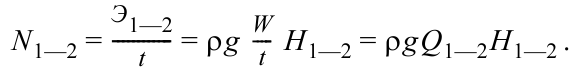 N₁—₂ = Э₁—₂/t = ρg W/t H₁—₂ = ρgQ₁—₂H₁—₂ .